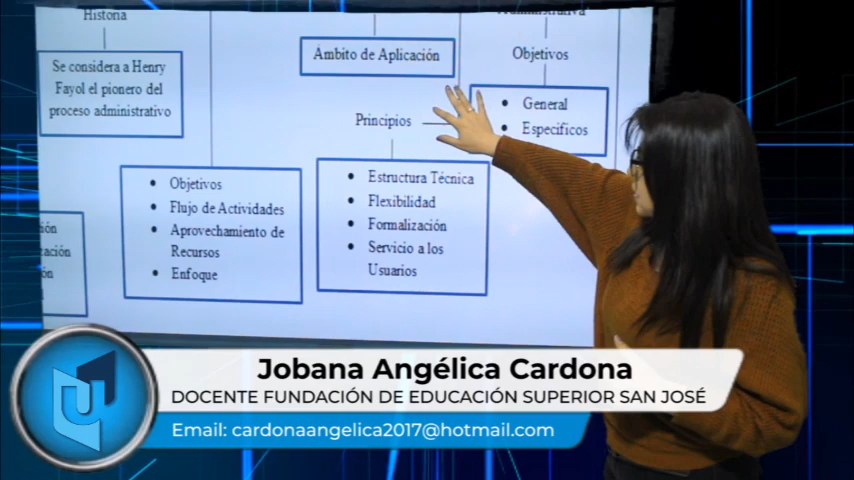 Historia
Administrativa
Se considera a Henry
Fayol el pionero del
proceso administrativo
Ámbito de Aplicación
Objetivos
• General
• Específicos
Principios
• Objetivos
• Flujo de Actividades
• Aprovechamiento de
Recursos
• Enfoque
• Estructura Técnica
• Flexibilidad
• Formalización
• Servicio a los
Usuarios
Jobana Angélica Cardona
DOCENTE FUNDACIÓN DE EDUCACIÓN SUPERIOR SAN JOSÉ
Email: cardonaangelica2017@hotmail.com